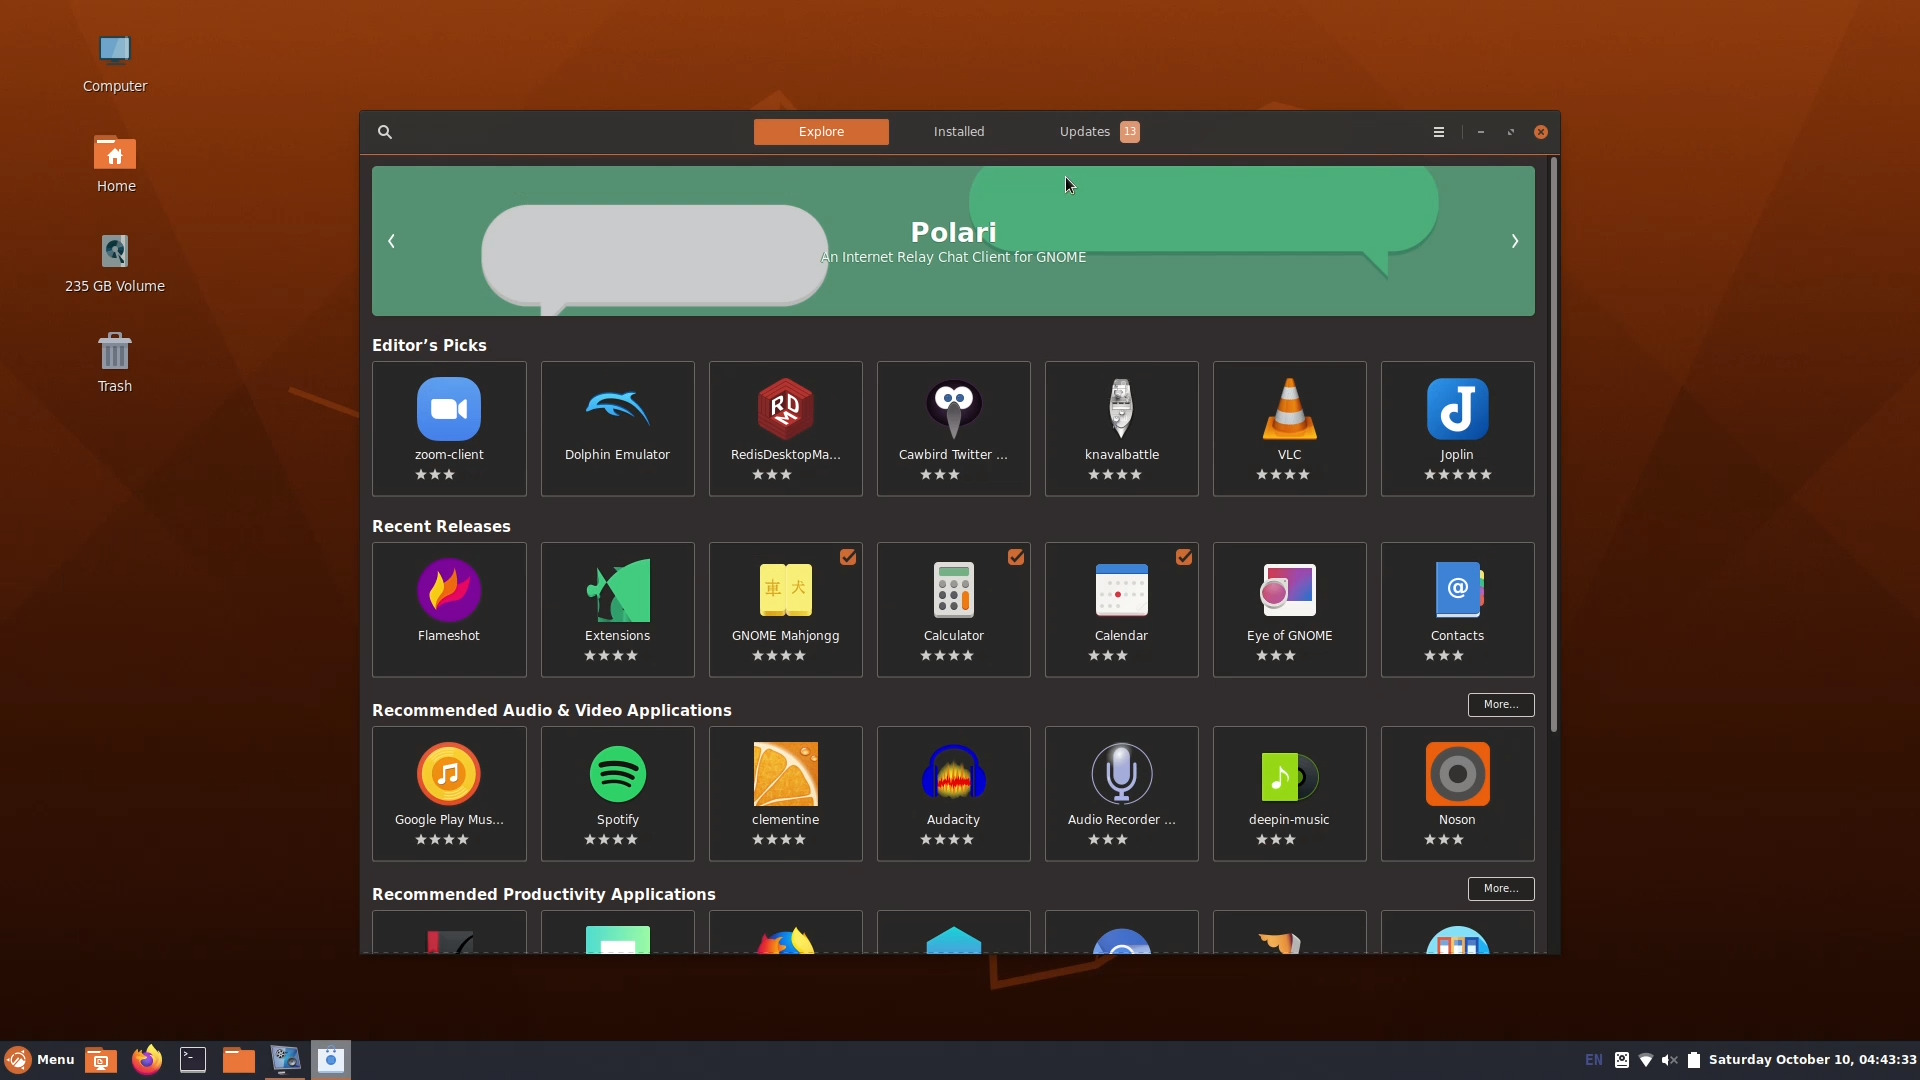 Computer
Home
235 GB Volume
Trash
Explore
Installed
Updates 13
Polari
An Internet Relay Chat Client for GNOME
Editor’s Picks
zoom-client
Dolphin Emulator
RedisDesktopMa...
Cawbird Twitter ...
knavalbattle
VLC
Joplin
RDM
J
Recent Releases
Flameshot
Extensions
GNOME Mahjongg
Calculator
Calendar
Eye of GNOME
Contacts
車 犬
@
Recommended Audio & Video Applications
More...
Google Play Mus...
Spotify
clementine
Audacity
Audio Recorder ...
deepin-music
Noson
Recommended Productivity Applications
More...
Menu
EN
Saturday October 10, 04:43:33